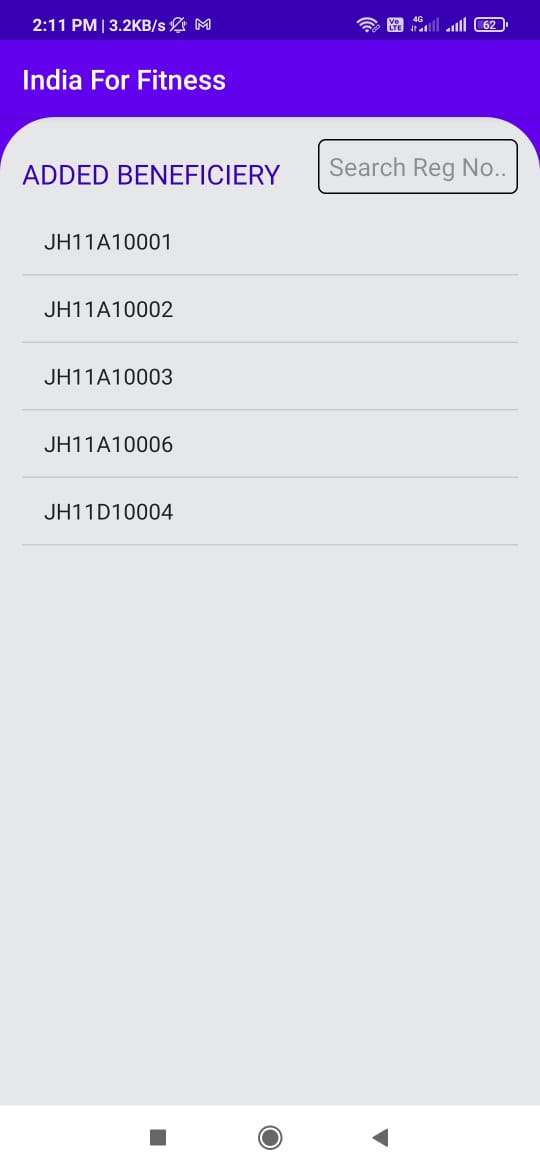 2:11 PM | 3.2KB/s
Vo LTE 4G 62
India For Fitness
ADDED BENEFICIERY
Search Reg No..
JH11A10001
JH11A10002
JH11A10003
JH11A10006
JH11D10004